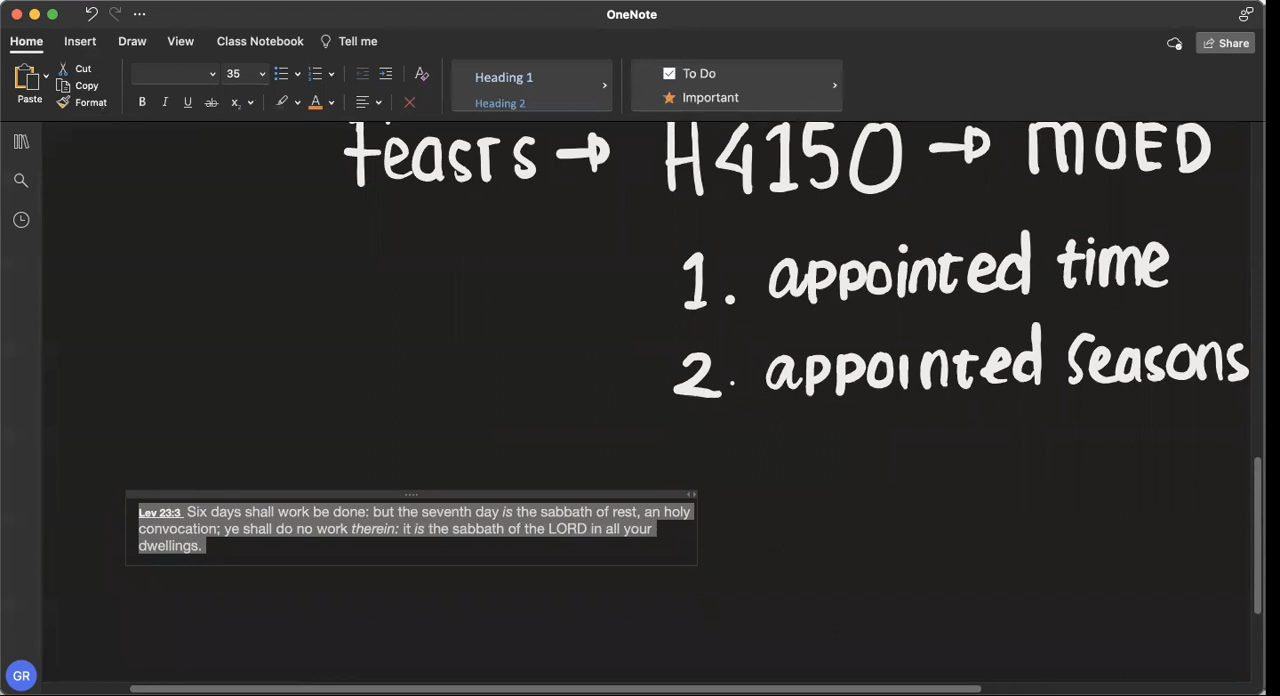 OneNote
Home Insert Draw View Class Notebook Tell me
Share
Paste
Cut
Copy
Format
35
B I U ab x₂ A
Heading 1
Heading 2
To Do
Important
feasts → H4150 → MOED
1. appointed time
2. appointed seasons
Lev 23:3 Six days shall work be done: but the seventh day is the sabbath of rest, an holy
convocation; ye shall do no work therein: it is the sabbath of the LORD in all your
dwellings.
GR